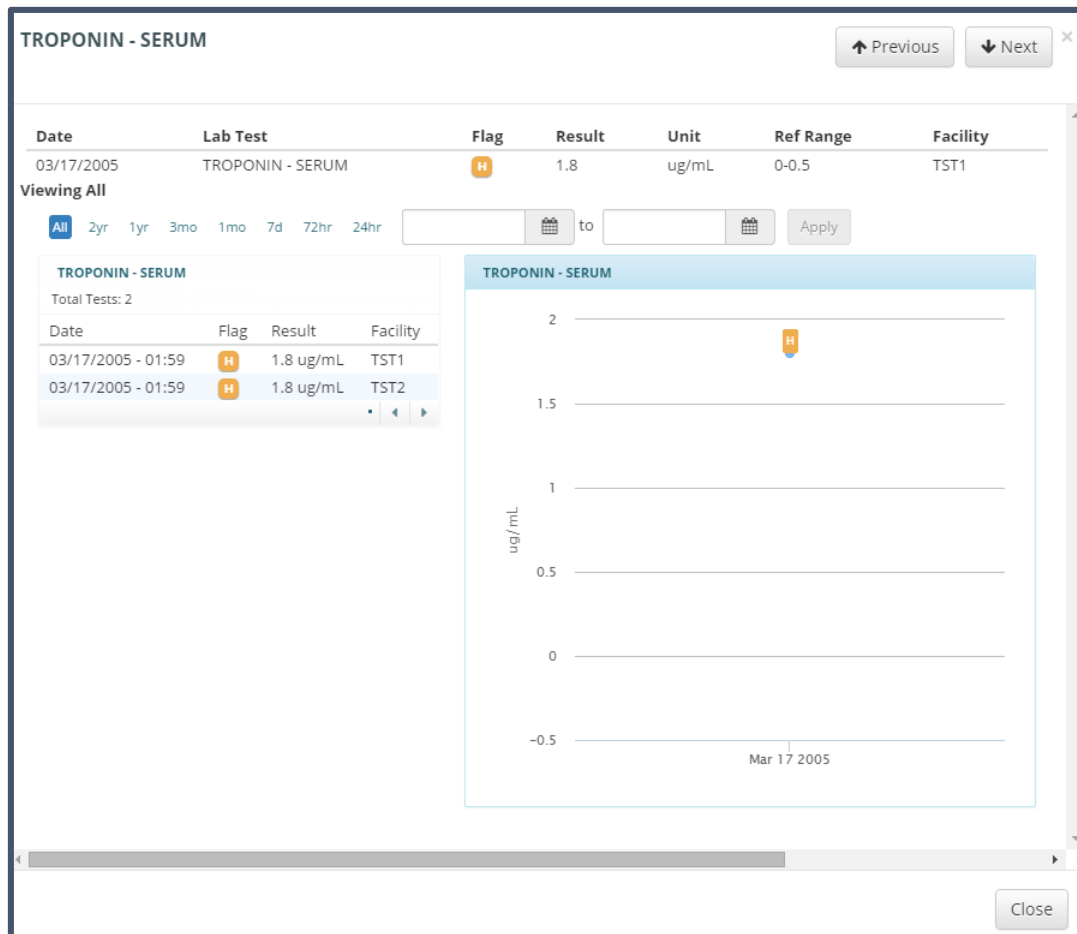 TROPONIN - SERUM
Previous
Next
×
Date Lab Test Flag Result Unit Ref Range Facility
03/17/2005 TROPONIN - SERUM H 1.8 ug/mL 0-0.5 TST1
Viewing All
All 2yr 1yr 3mo 1mo 7d 72hr 24hr to Apply
TROPONIN - SERUM
Total Tests: 2
Date Flag Result Facility
03/17/2005 - 01:59 H 1.8 ug/mL TST1
03/17/2005 - 01:59 H 1.8 ug/mL TST2
TROPONIN - SERUM
2
H
1.5
1
ug/mL
0.5
0
-0.5
Mar 17 2005
Close